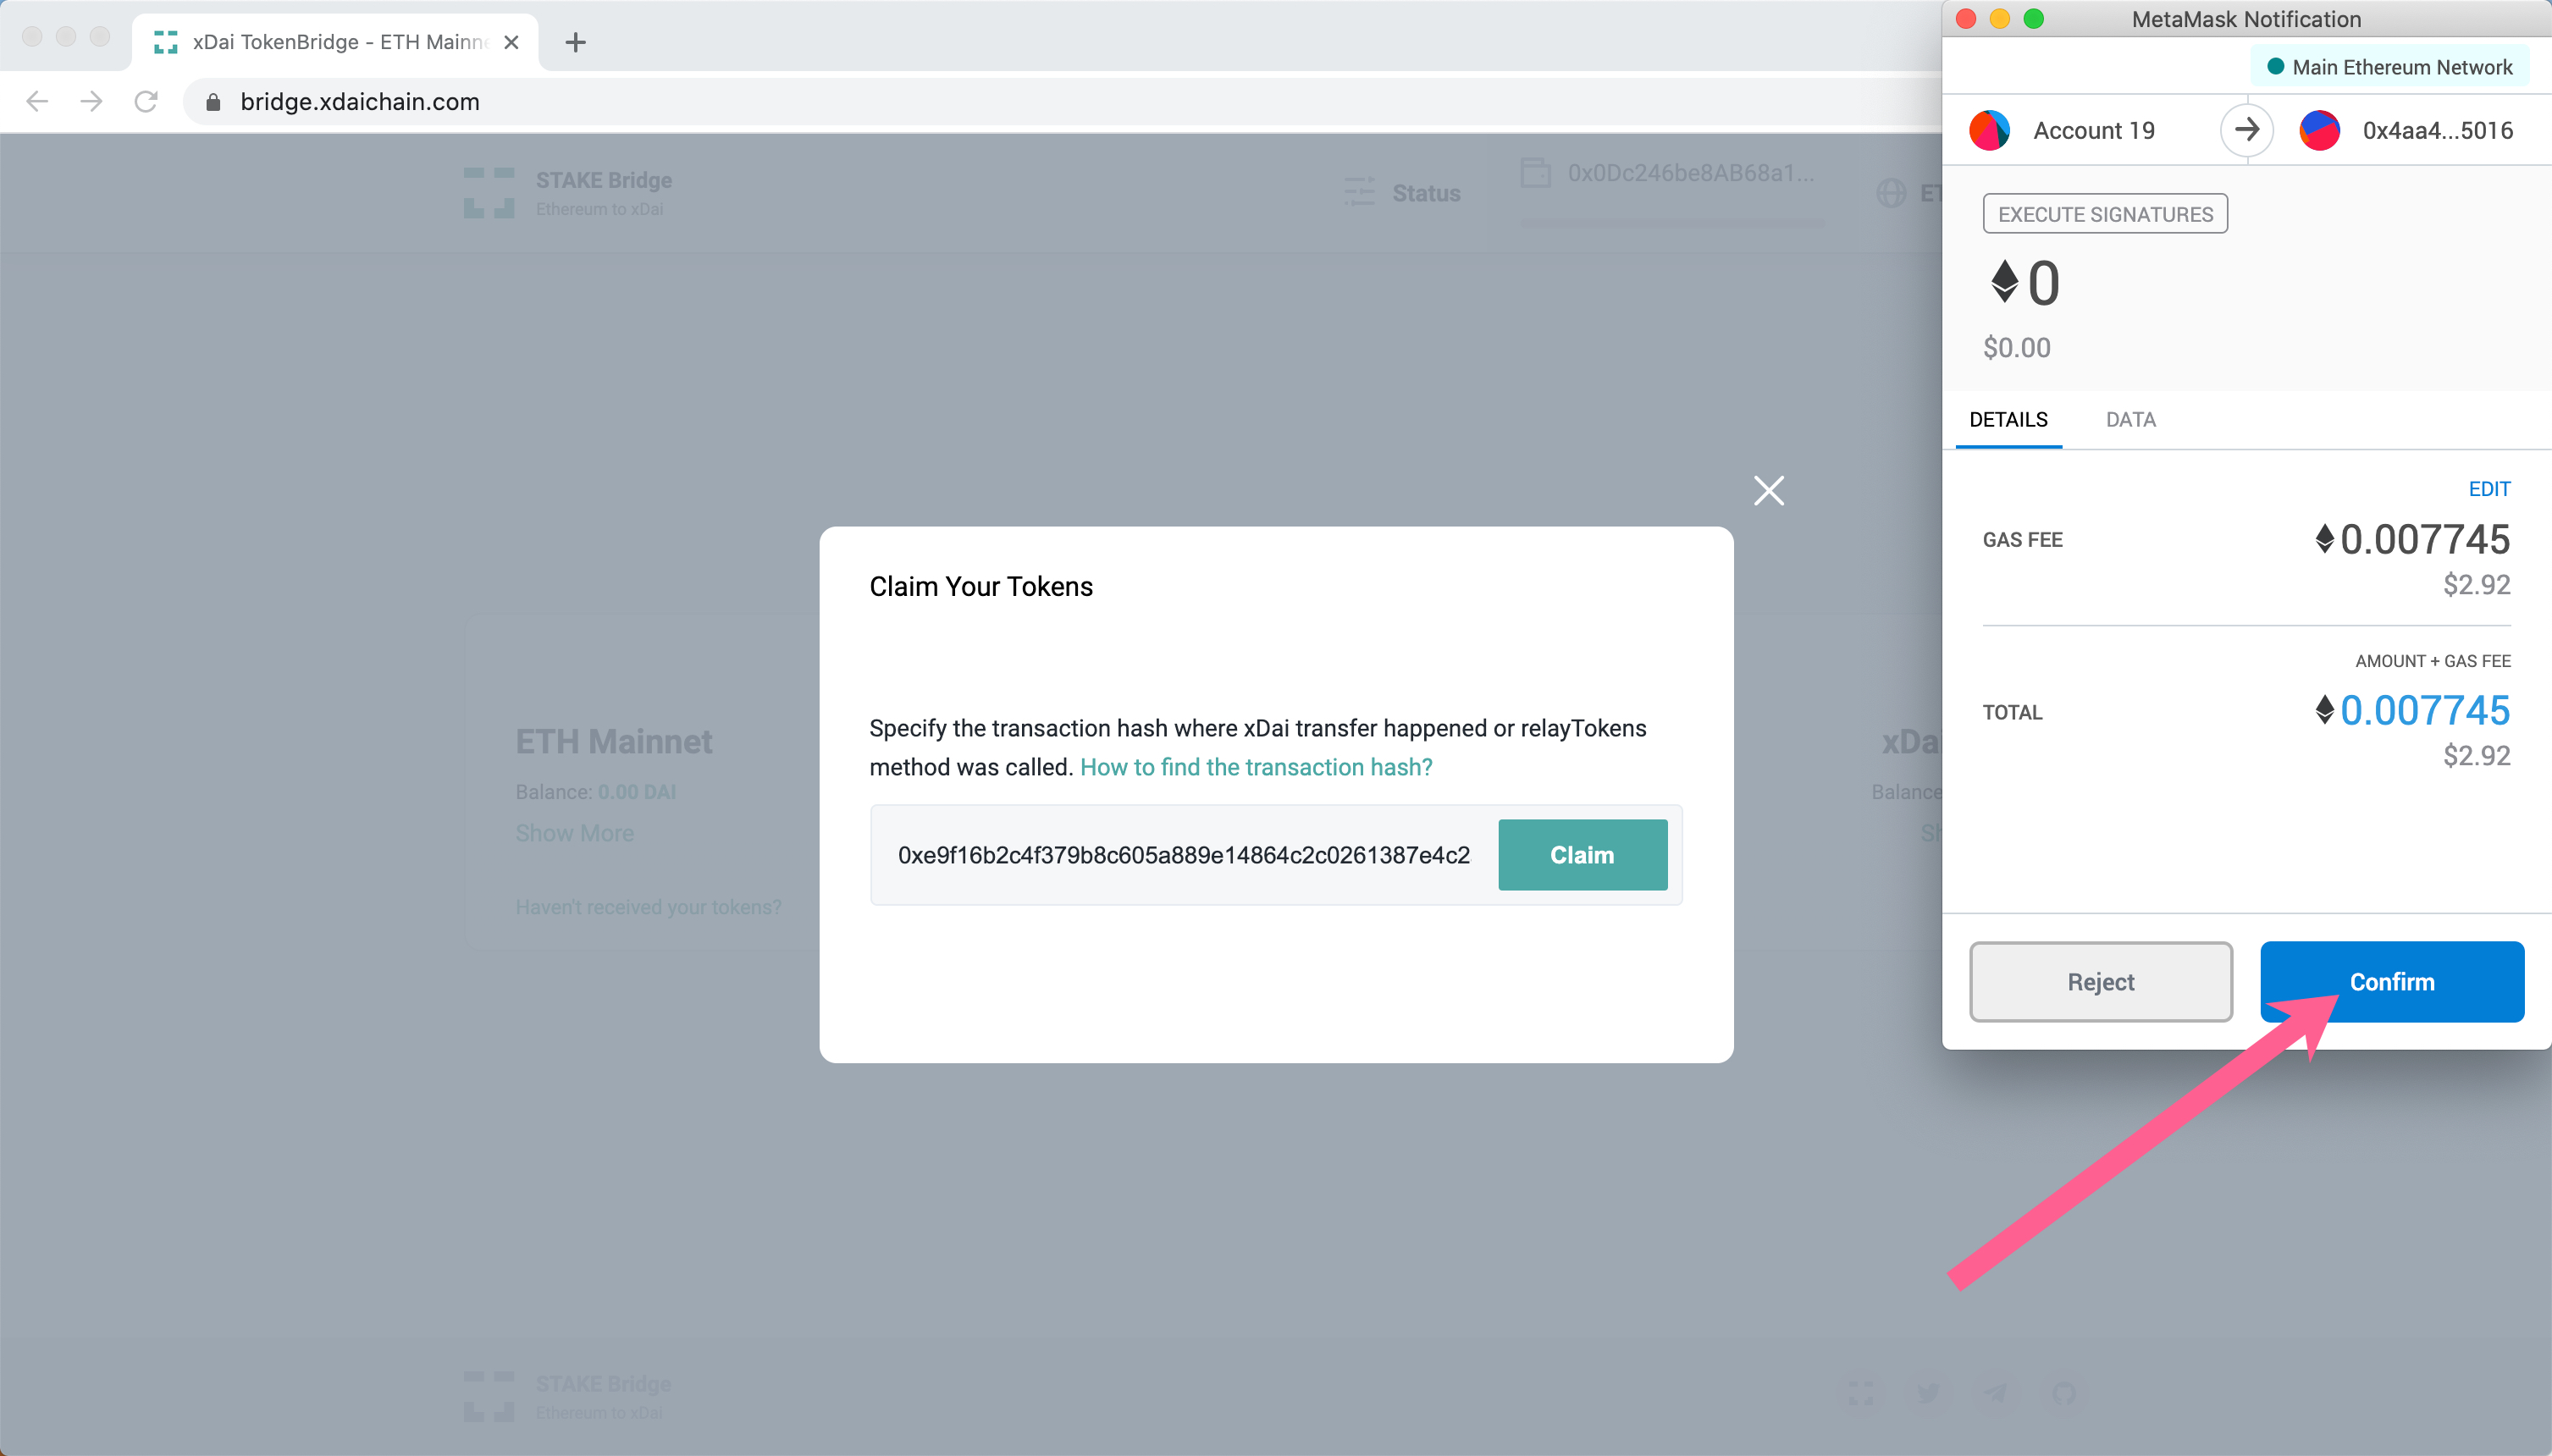 xDai TokenBridge - ETH Mainne
bridge.xdaichain.com
STAKE Bridge
Ethereum to xDai
Status
0x0Dc246be8AB68a1...
ET
ETH Mainnet
Balance: 0.00 DAI
Show More
Haven't received your tokens?
xDa
Balance
Sh
Claim Your Tokens
Specify the transaction hash where xDai transfer happened or relayTokens
method was called. How to find the transaction hash?
0xe9f16b2c4f379b8c605a889e14864c2c0261387e4c2
Claim
STAKE Bridge
Ethereum to xDai
MetaMask Notification
Main Ethereum Network
Account 19
0x4aa4...5016
EXECUTE SIGNATURES
0
$0.00
DETAILS DATA
EDIT
GAS FEE 0.007745
$2.92
AMOUNT + GAS FEE
TOTAL 0.007745
$2.92
Reject Confirm